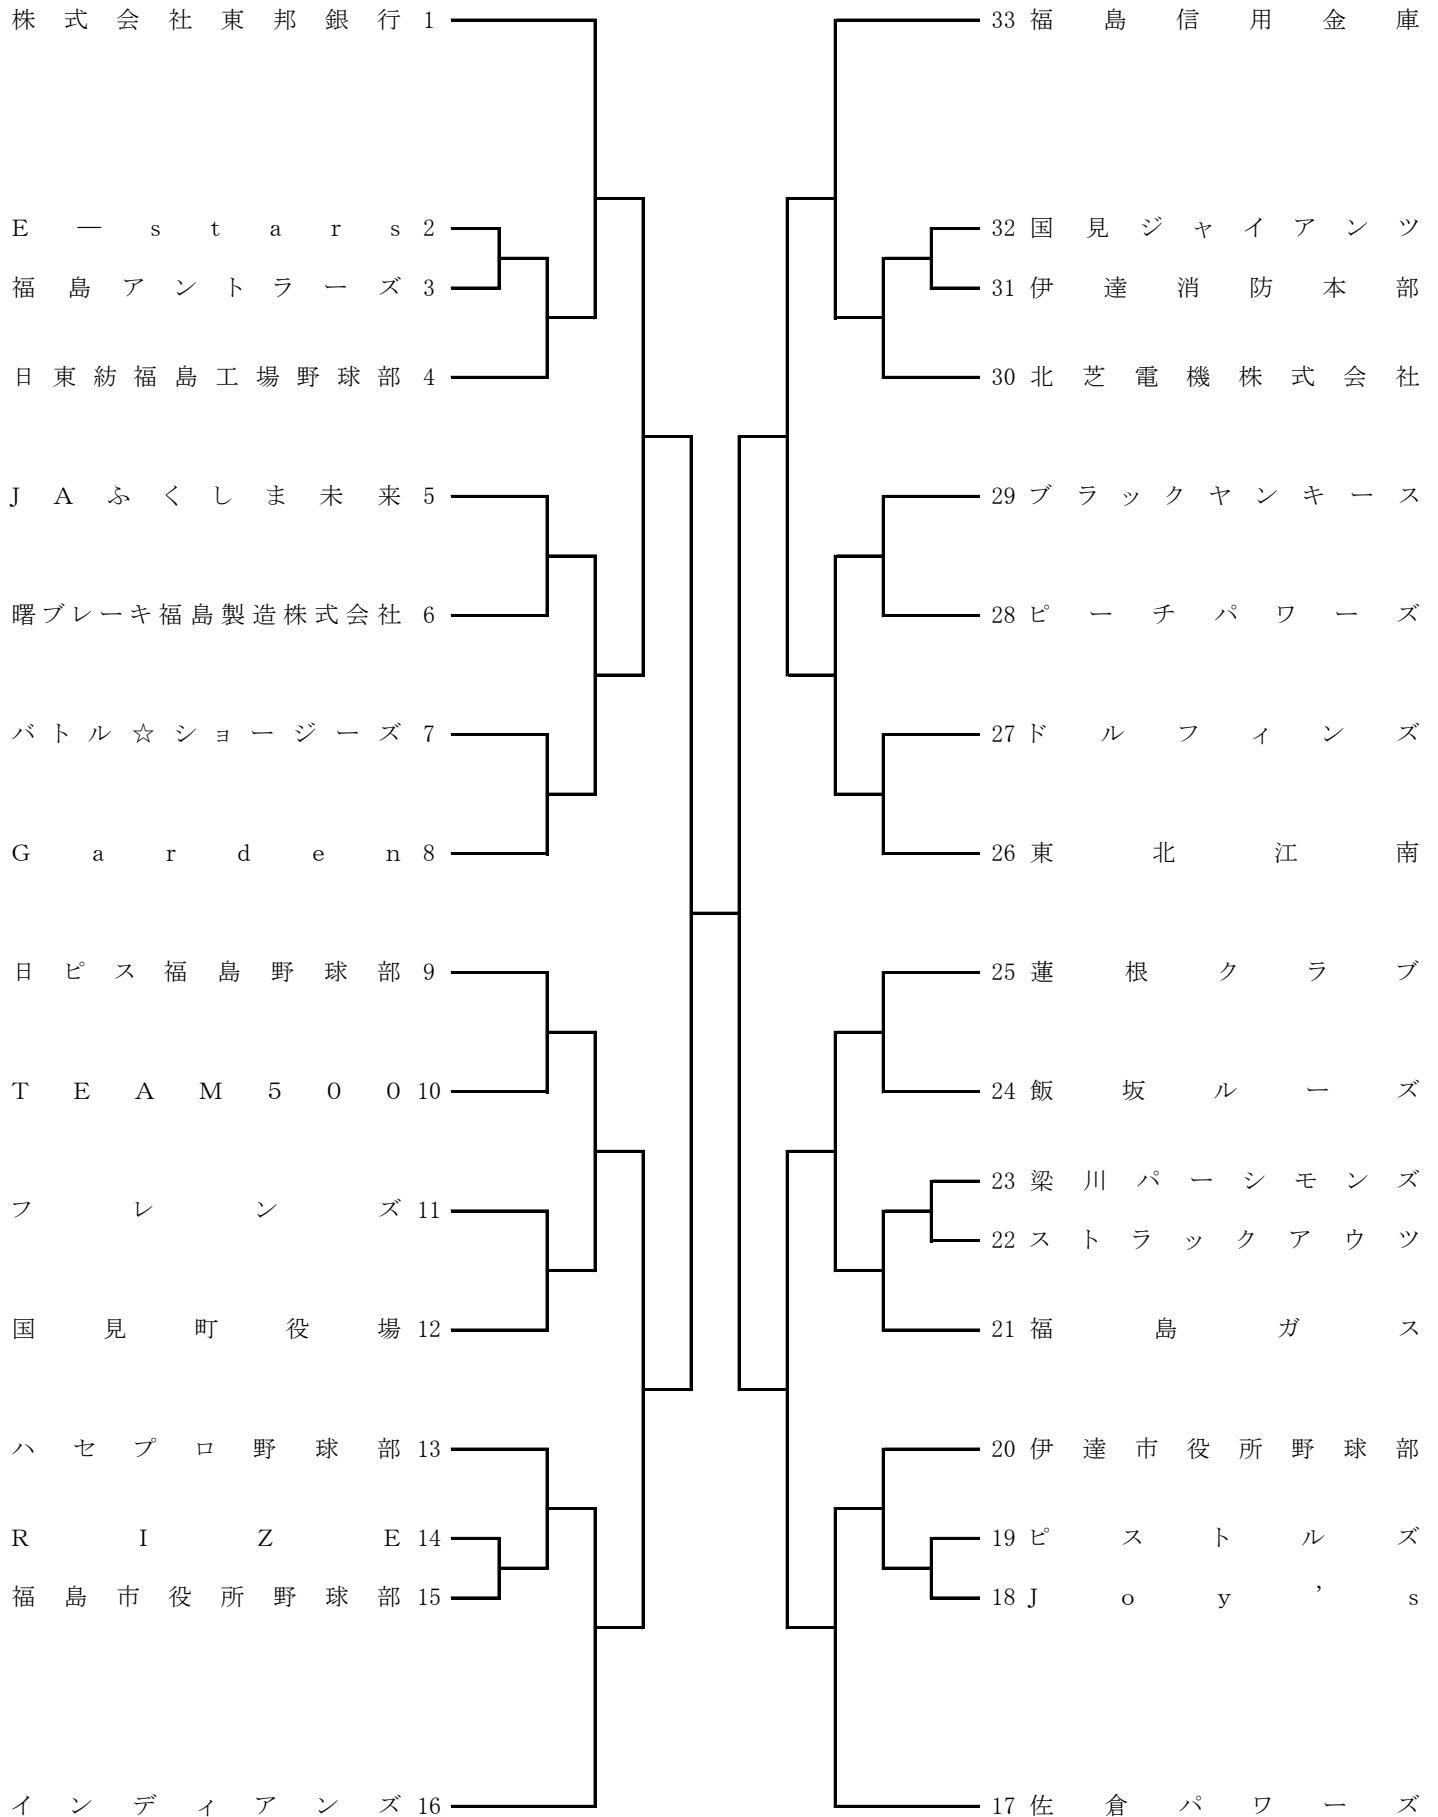 株式会社東邦銀行 1
E―stars 2
福島アントラーズ 3
日東紡福島工場野球部 4
JAふくしま未来 5
曙ブレーキ福島製造株式会社 6
バトル☆ショージーズ 7
Garden 8
日ピス福島野球部 9
TEAM500 10
フレンズ 11
国見町役場 12
ハセプロ野球部 13
RIZE 14
福島市役所野球部 15
インディアンズ 16
33 福島信用金庫
32 国見ジャイアンツ
31 伊達消防本部
30 北芝電機株式会社
29 ブラックヤンキース
28 ピーチパワーズ
27 ドルフィンズ
26 東北江南
25 蓮根クラブ
24 飯坂ルーズ
23 梁川パーシモンズ
22 ストラックアウツ
21 福島ガス
20 伊達市役所野球部
19 ピストルズ
18 Joy’s
17 佐倉パワーズ